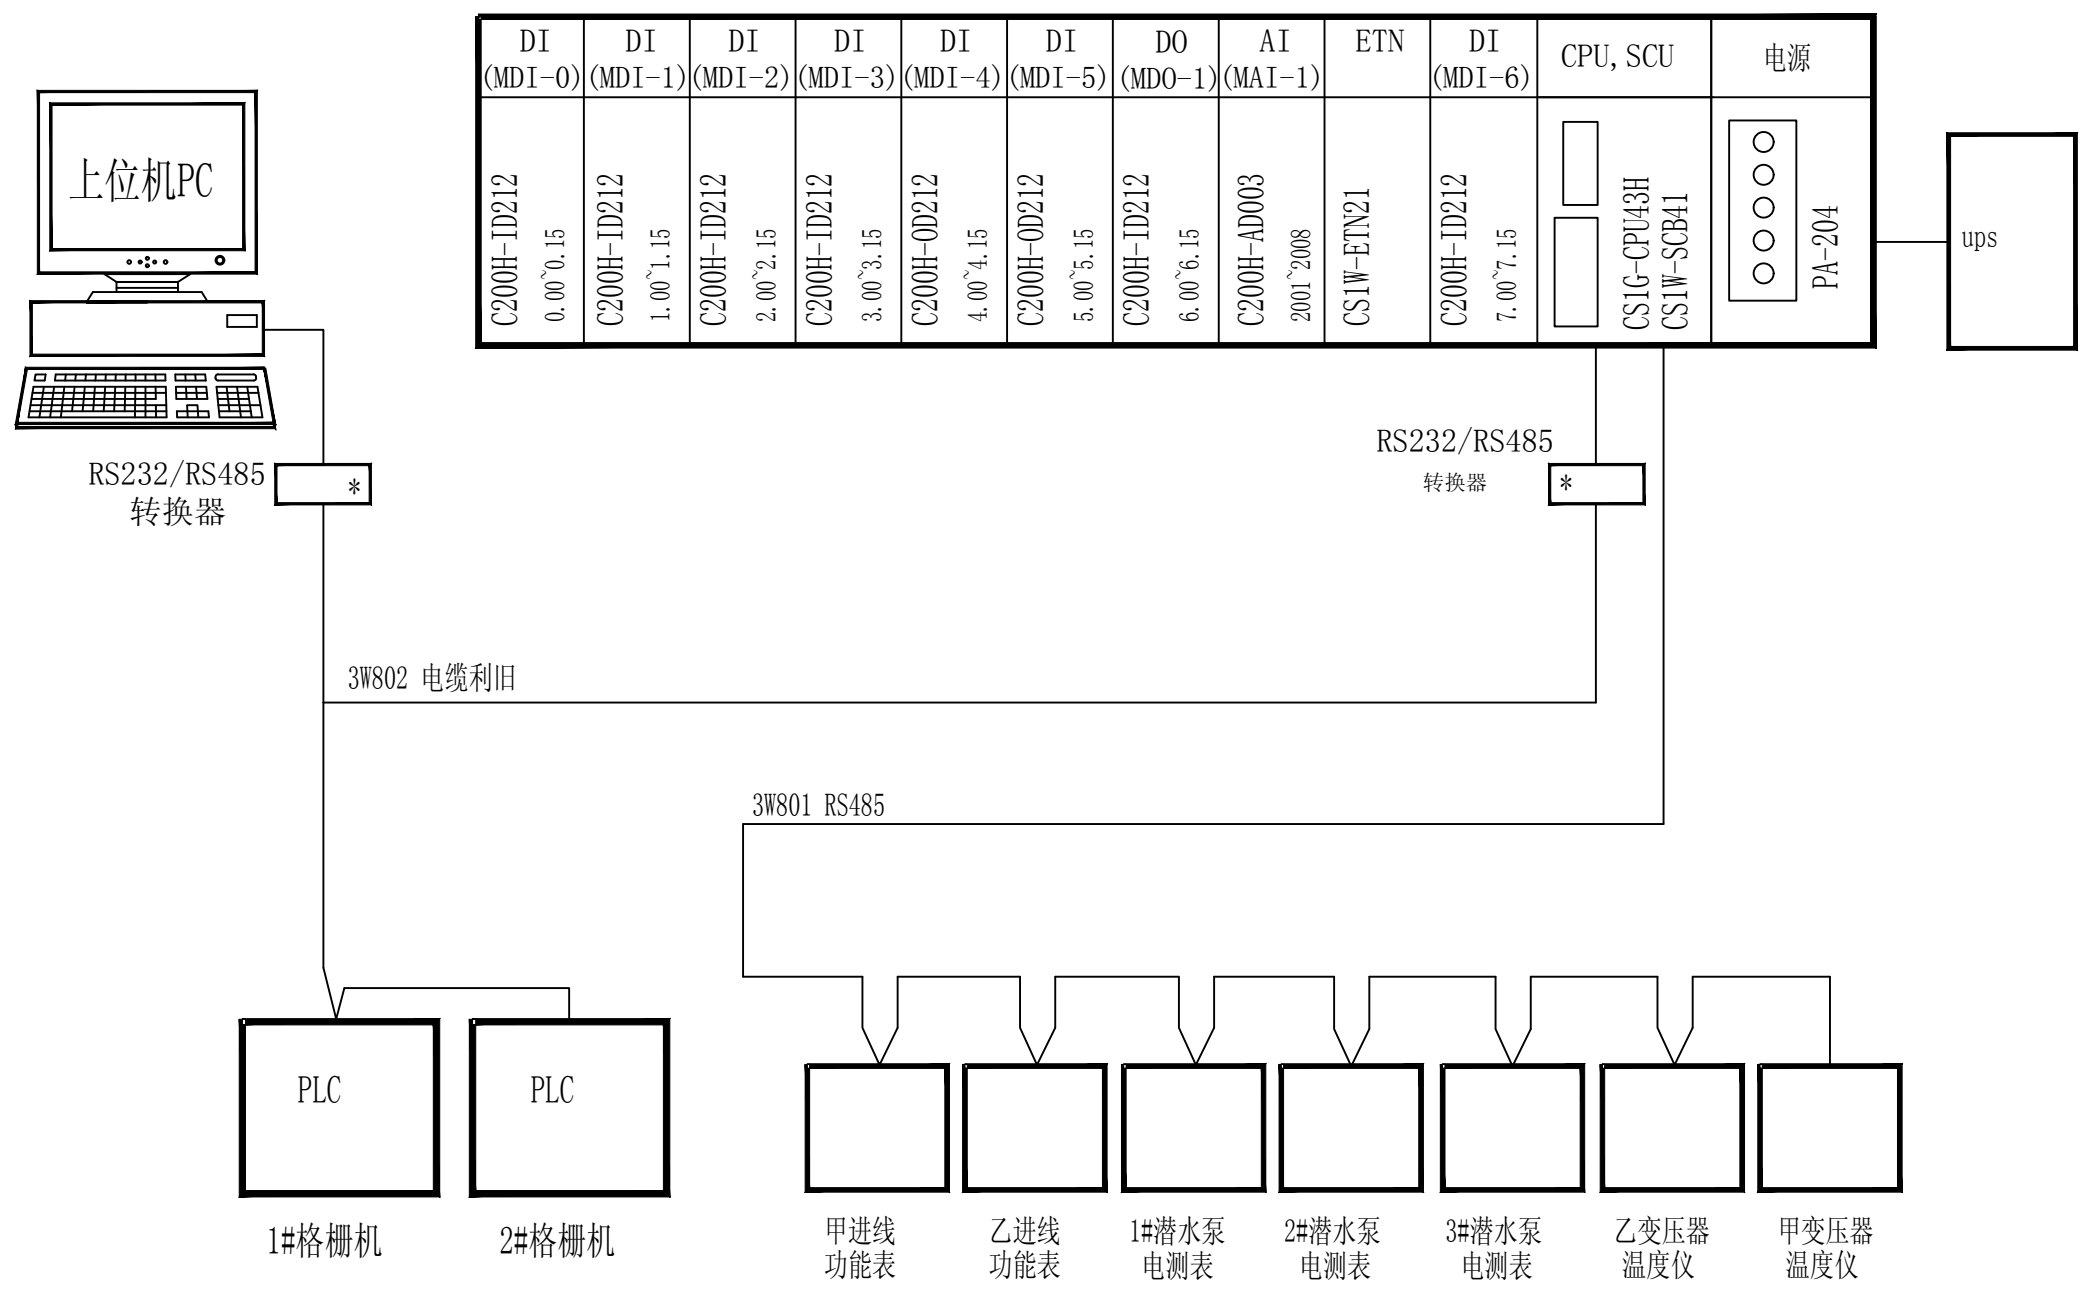 DI DI DI DI DI DI DO AI ETN DI CPU, SCU 电源
(MDI-0) (MDI-1) (MDI-2) (MDI-3) (MDI-4) (MDI-5) (MDO-1) (MAI-1) (MDI-6)
上位机PC
C200H-ID212
0.00~0.15
C200H-ID212
1.00~1.15
C200H-ID212
2.00~2.15
C200H-ID212
3.00~3.15
C200H-OD212
4.00~4.15
C200H-OD212
5.00~5.15
C200H-ID212
6.00~6.15
C200H-AD003
2001~2008
CS1W-ETN21
C200H-ID212
7.00~7.15
CS1G-CPU43H
CS1W-SCB41
PA-204
ups
RS232/RS485
转换器
*
RS232/RS485
转换器
*
3W802 电缆利旧
3W801 RS485
PLC
PLC
1#格栅机
2#格栅机
甲进线
功能表
乙进线
功能表
1#潜水泵
电测表
2#潜水泵
电测表
3#潜水泵
电测表
乙变压器
温度仪
甲变压器
温度仪